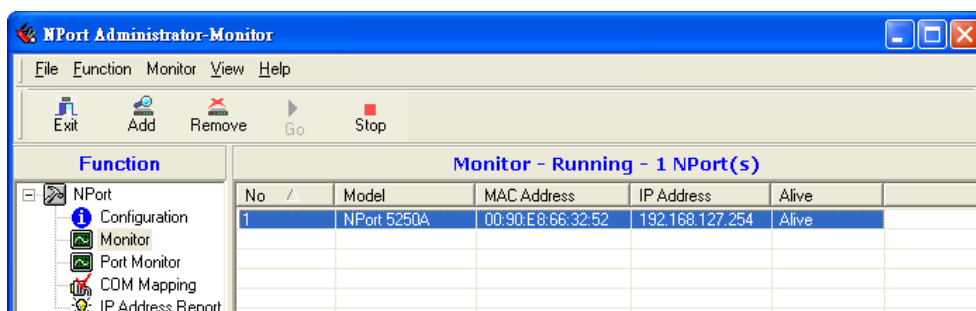 NPort Administrator-Monitor
File Function Monitor View Help
Exit Add Remove Go Stop
Function
Monitor - Running - 1 NPort(s)
NPort
Configuration
Monitor
Port Monitor
COM Mapping
IP Address Report
No Model MAC Address IP Address Alive
1 NPort 5250A 00:90:E8:66:32:52 192.168.127.254 Alive